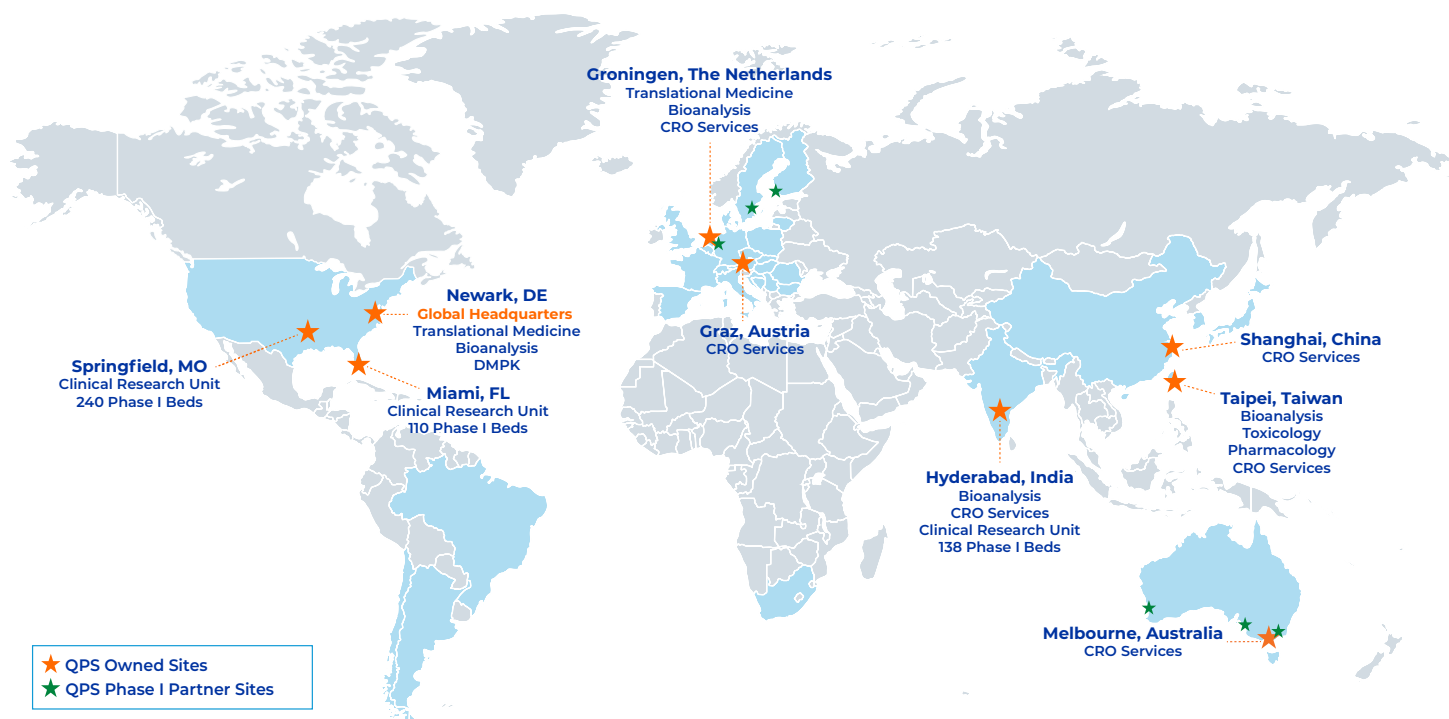 Groningen, The Netherlands
Translational Medicine
Bioanalysis
CRO Services
Newark, DE
Global Headquarters
Translational Medicine
Bioanalysis
DMPK
Springfield, MO
Clinical Research Unit
240 Phase I Beds
Miami, FL
Clinical Research Unit
110 Phase I Beds
Graz, Austria
CRO Services
Shanghai, China
CRO Services
Taipei, Taiwan
Bioanalysis
Toxicology
Pharmacology
CRO Services
Hyderabad, India
Bioanalysis
CRO Services
Clinical Research Unit
138 Phase I Beds
Melbourne, Australia
CRO Services
QPS Owned Sites
QPS Phase I Partner Sites